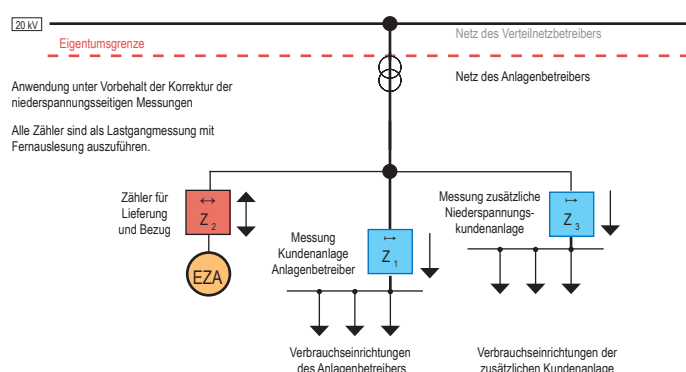 20 kV
Netz des Verteilnetzbetreibers
Eigentumsgrenze
Netz des Anlagenbetreibers
Anwendung unter Vorbehalt der Korrektur der
niederspannungsseitigen Messungen
Alle Zähler sind als Lastgangmessung mit
Fernauslesung auszuführen.
Zähler für
Lieferung
und Bezug
Z 2
EZA
Messung
Kundenanlage
Anlagenbetreiber
Z 1
Messung zusätzliche
Niederspannungs-
kundenanlage
Z 3
Verbrauchseinrichtungen
des Anlagenbetreibers
Verbrauchseinrichtungen der
zusätzlichen Kundenanlage